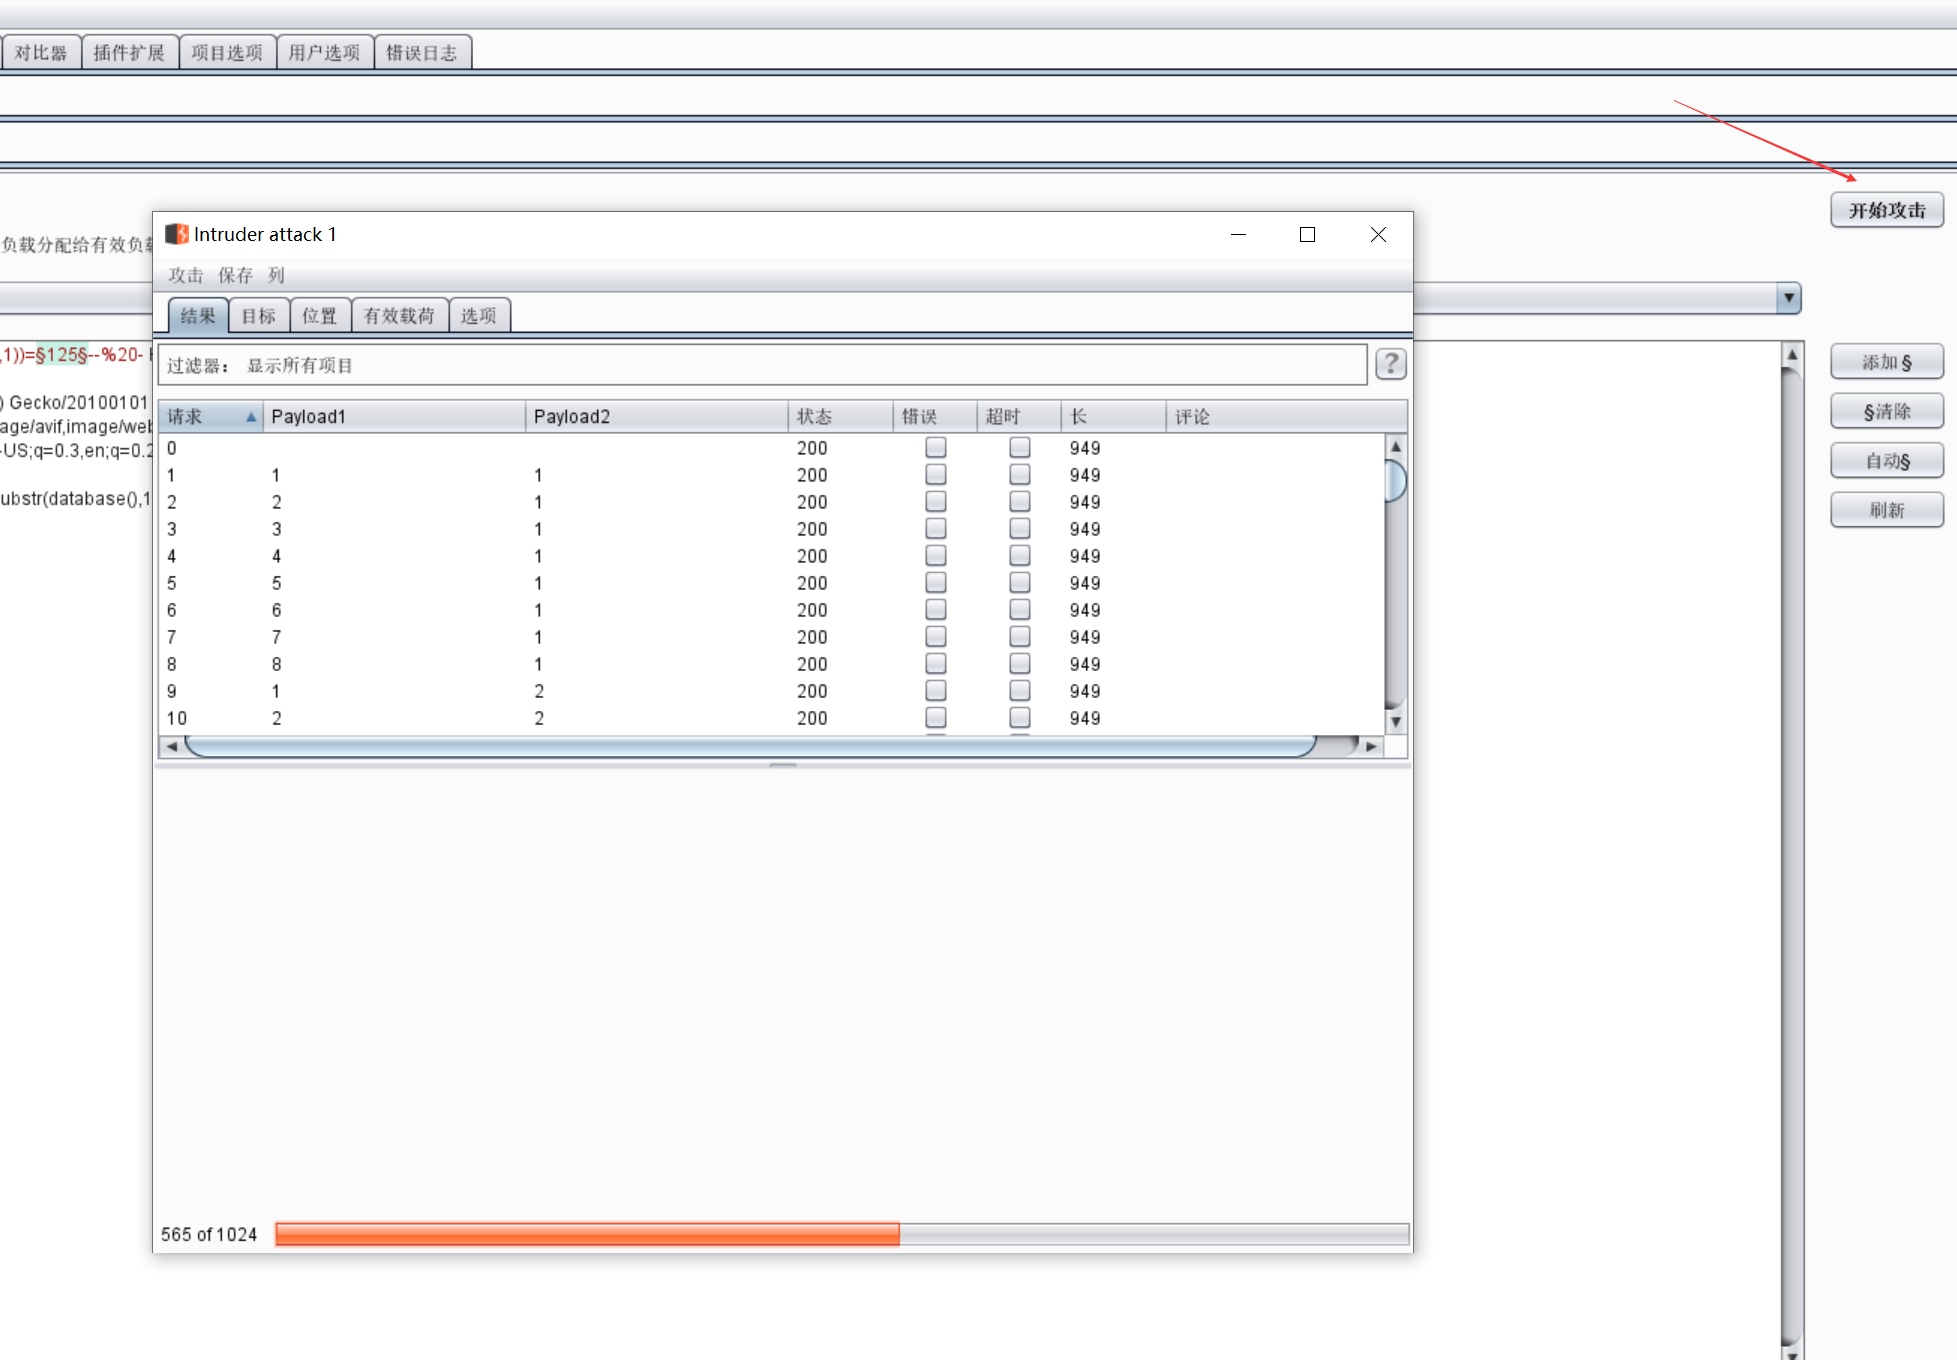 对比器 插件扩展 项目选项 用户选项 错误日志
开始攻击
负载分配给有效负载
Intruder attack 1
攻击 保存 列
结果 目标 位置 有效载荷 选项
,1))=§125§--%20-
过滤器： 显示所有项目
?
添加 §
§清除
自动§
刷新
) Gecko/20100101
age/avif,image/web
-US;q=0.3,en;q=0.2
ubstr(database(),1
请求 Payload1 Payload2 状态 错误 超时 长 评论
0 200 949
1 1 1 200 949
2 2 1 200 949
3 3 1 200 949
4 4 1 200 949
5 5 1 200 949
6 6 1 200 949
7 7 1 200 949
8 8 1 200 949
9 1 2 200 949
10 2 2 200 949
565 of 1024